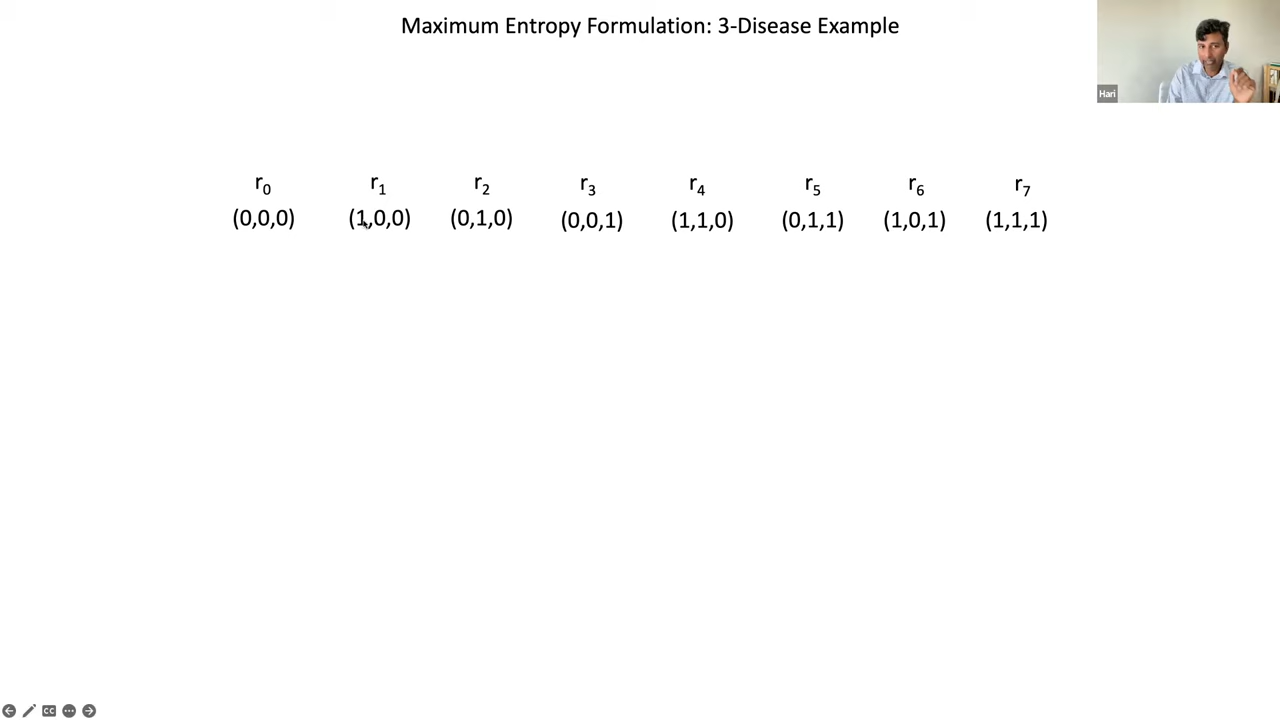 Maximum Entropy Formulation: 3-Disease Example
Hari
r₀ r₁ r₂ r₃ r₄ r₅ r₆ r₇
(0,0,0) (1,0,0) (0,1,0) (0,0,1) (1,1,0) (0,1,1) (1,0,1) (1,1,1)
CC